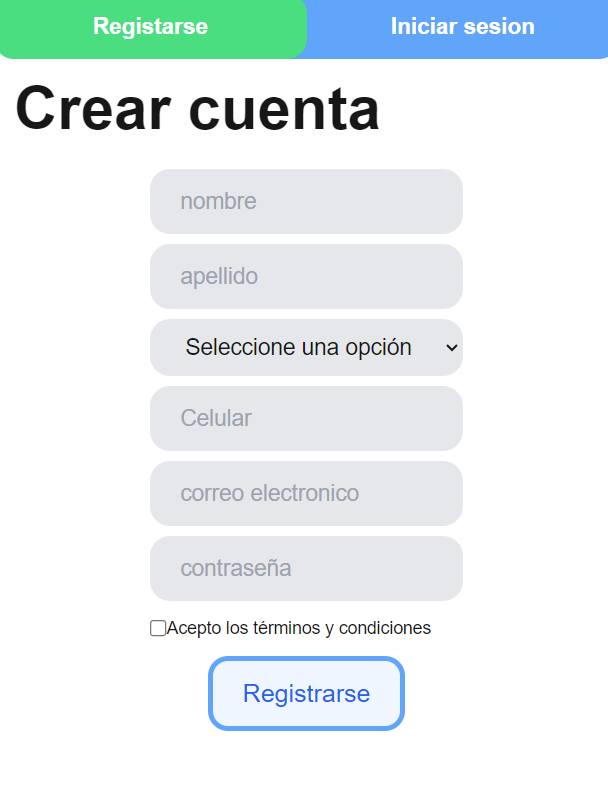 Registarse
Iniciar sesion
Crear cuenta
nombre
apellido
Seleccione una opción
Celular
correo electronico
contraseña
Acepto los términos y condiciones
Registrarse